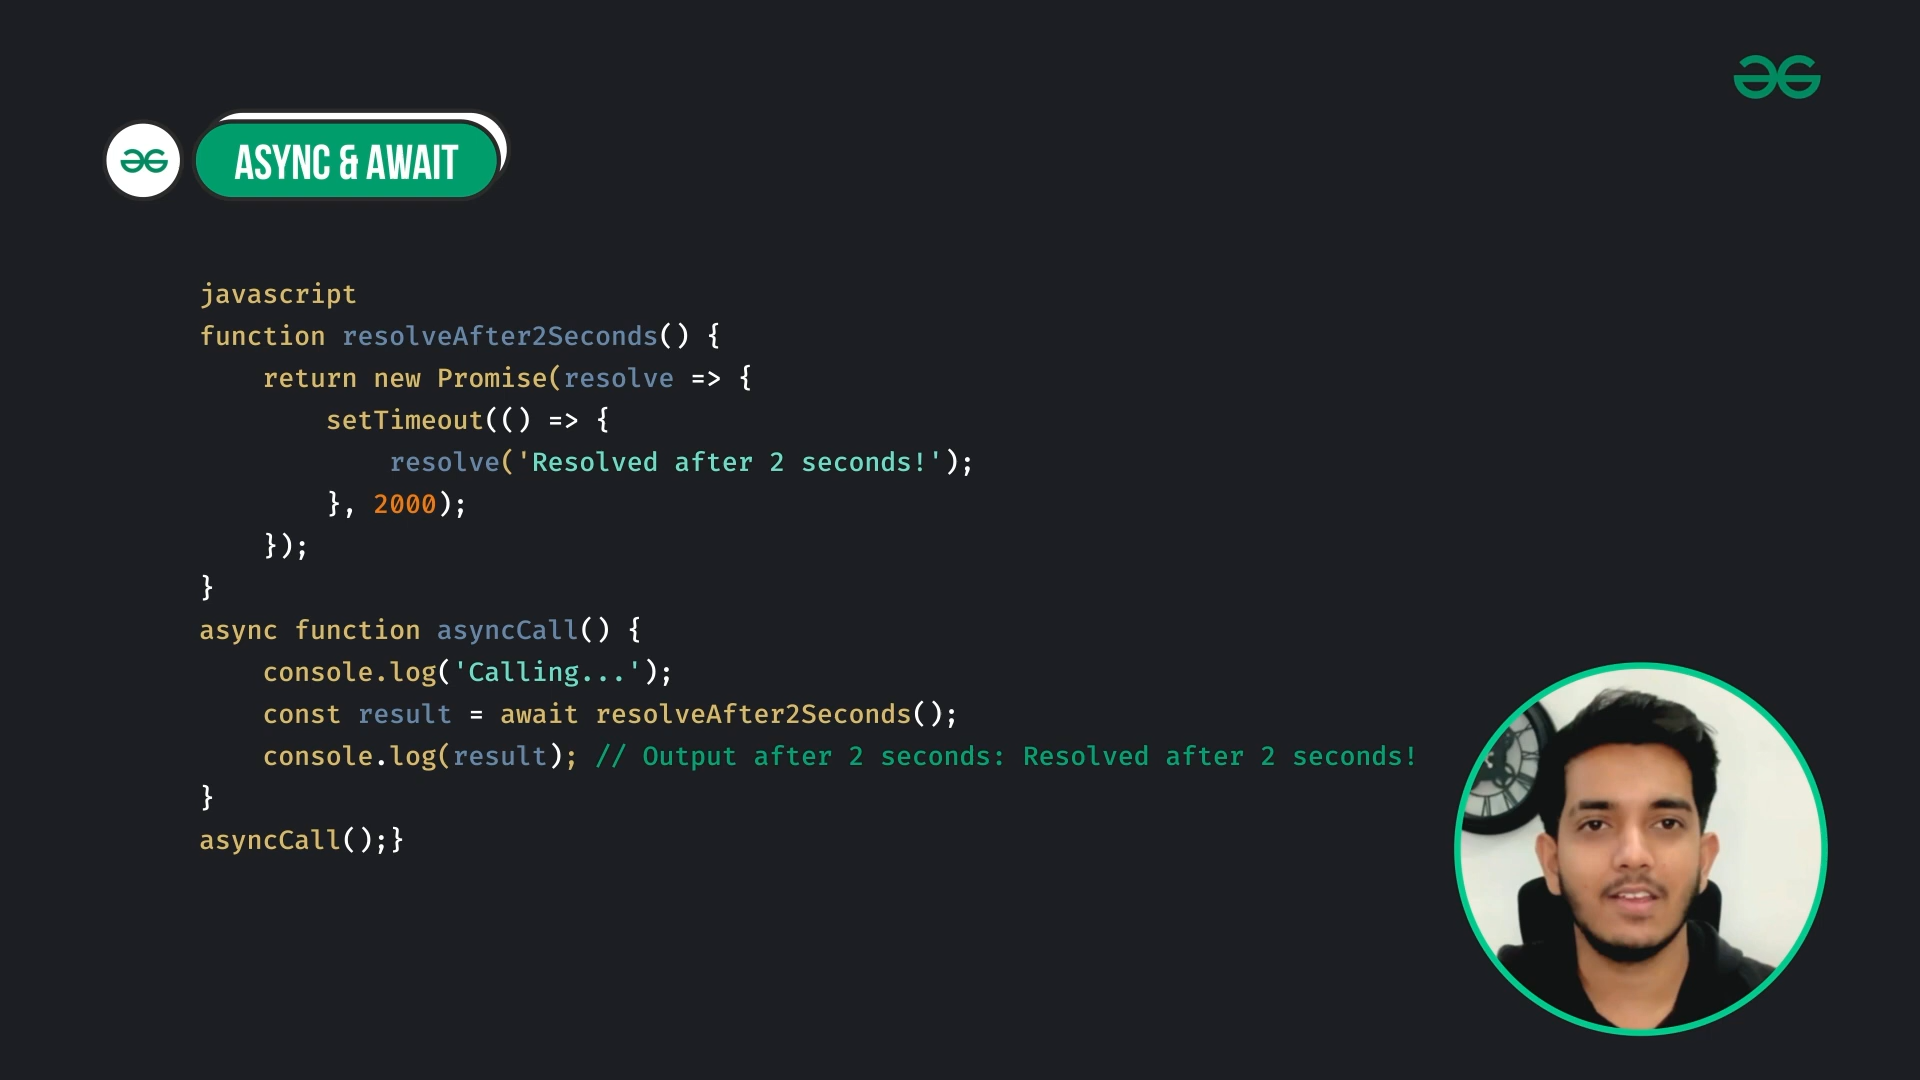 ASYNC & AWAIT
javascript
function resolveAfter2Seconds() {
    return new Promise(resolve => {
        setTimeout(() => {
            resolve('Resolved after 2 seconds!');
        }, 2000);
    });
}
async function asyncCall() {
    console.log('Calling...');
    const result = await resolveAfter2Seconds();
    console.log(result); // Output after 2 seconds: Resolved after 2 seconds!
}
asyncCall();}